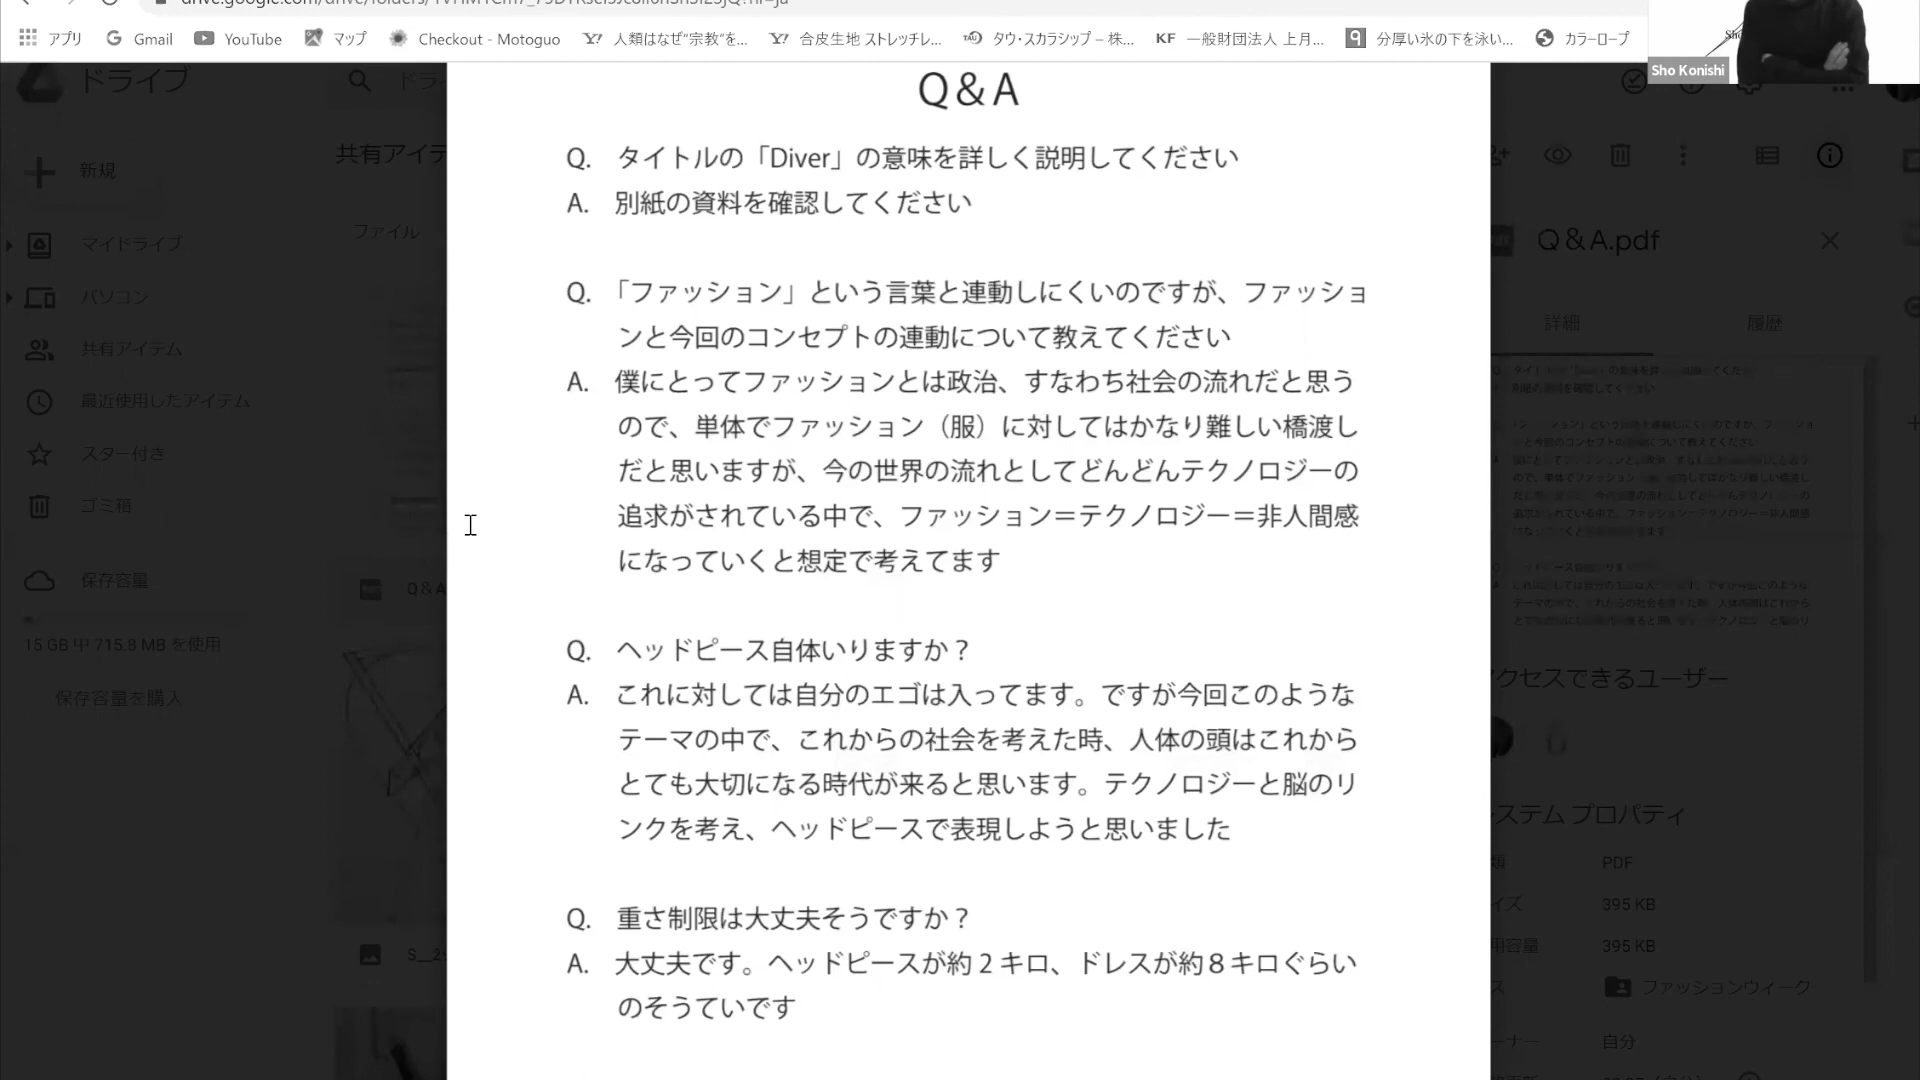 drive.google.com/drive/folders/
アプリ Gmail YouTube マップ Checkout - Motoguo 人類はなぜ“宗教”を... 合皮生地 ストレッチレ... タウ・スカラシップ – 株... KF 一般財団法人 上月... 分厚い氷の下を泳い... カラーロープ
Sho Konishi
ドライブ
ドラ
新規
マイドライブ
パソコン
共有アイテム
最近使用したアイテム
スター付き
ゴミ箱
保存容量
15 GB 中 715.8 MB を使用
保存容量を購入
共有アイテ
ファイル
Q&A
Q&A
Q. タイトルの「Diver」の意味を詳しく説明してください
A. 別紙の資料を確認してください
Q. 「ファッション」という言葉と連動しにくいのですが、ファッショ
ンと今回のコンセプトの連動について教えてください
A. 僕にとってファッションとは政治、すなわち社会の流れだと思う
ので、単体でファッション（服）に対してはかなり難しい橋渡し
だと思いますが、今の世界の流れとしてどんどんテクノロジーの
追求がされている中で、ファッション＝テクノロジー＝非人間感
になっていくと想定で考えてます
Q. ヘッドピース自体いりますか？
A. これに対しては自分のエゴは入ってます。ですが今回このような
テーマの中で、これからの社会を考えた時、人体の頭はこれから
とても大切になる時代が来ると思います。テクノロジーと脳のリ
ンクを考え、ヘッドピースで表現しようと思いました
Q. 重さ制限は大丈夫そうですか？
A. 大丈夫です。ヘッドピースが約 2 キロ、ドレスが約8キロぐらい
のそうていです
Q&A.pdf
詳細 履歴
クセスできるユーザー
ステム プロパティ
PDF
イズ 395 KB
用容量 395 KB
ファッションウィーク
ーナー 自分